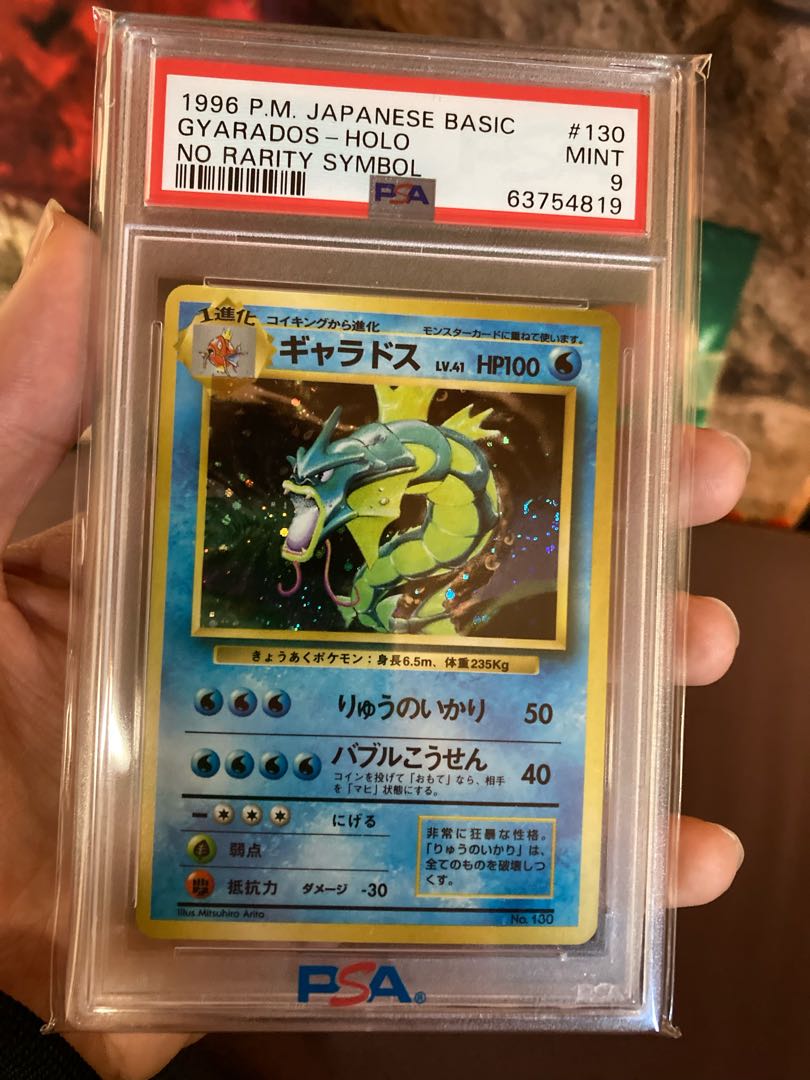 1996 P.M. JAPANESE BASIC #130
GYARADOS-HOLO MINT
NO RARITY SYMBOL 9
PSA 63754819
1進化 コイキングから進化 モンスターカードに重ねて使います。
ギャラドス LV.41 HP100
きょうあくポケモン：身長6.5m、体重235Kg
りゅうのいかり 50
バブルこうせん 40
コインを投げて「おもて」なら、相手
を「マヒ」状態にする。
にげる
弱点
抵抗力 ダメージ -30
非常に狂暴な性格。
「りゅうのいかり」は、
全てのものを破壊しつ
くす。
Illus. Mitsuhiro Arita No. 130
PSA®